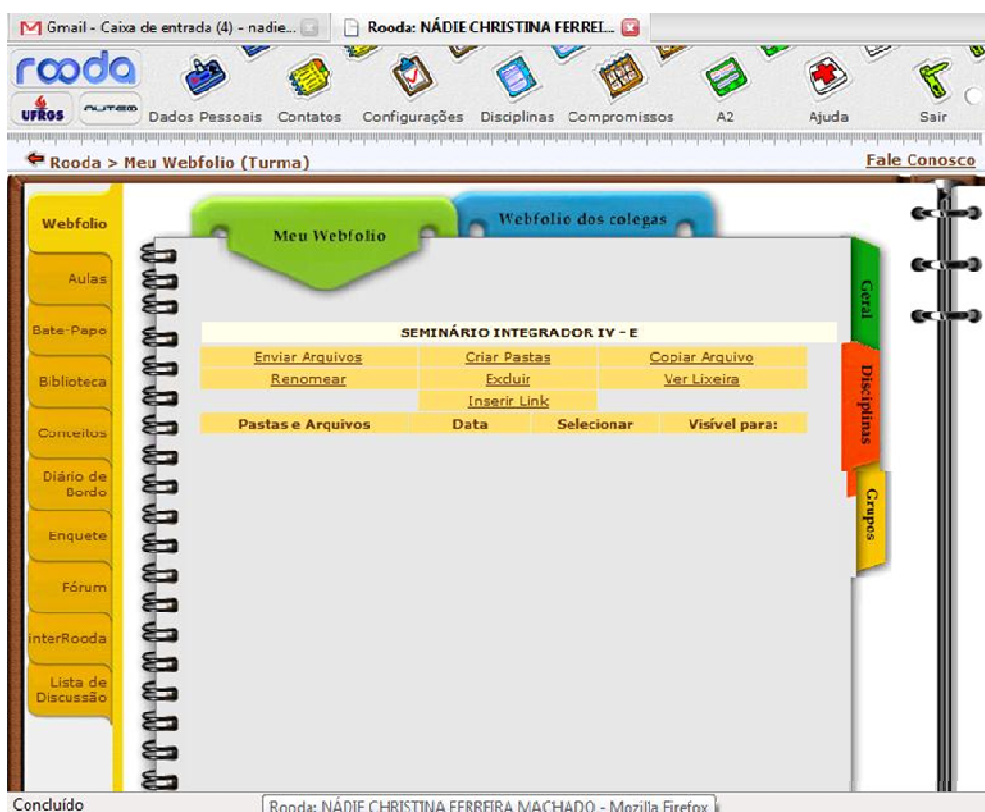 Gmail - Caixa de entrada (4) - nadie...
Rooda: NÁDIE CHRISTINA FERREI...
rooda
UFRGS
Dados Pessoais
Contatos
Configurações
Disciplinas
Compromissos
A2
Ajuda
Sair
Rooda > Meu Webfolio (Turma)
Fale Conosco
Webfolio
Aulas
Bate-Papo
Biblioteca
Conceitos
Diário de
Bordo
Enquete
Fórum
interRooda
Lista de
Discussão
Meu Webfolio
Webfolio dos colegas
SEMINÁRIO INTEGRADOR IV - E
Enviar Arquivos
Criar Pastas
Copiar Arquivo
Renomear
Excluir
Ver Lixeira
Inserir Link
Pastas e Arquivos
Data
Selecionar
Visível para:
Geral
Disciplinas
Grupos
Concluído
Rooda: NÁDIE CHRISTINA FERREIRA MACHADO - Mozilla Firefox